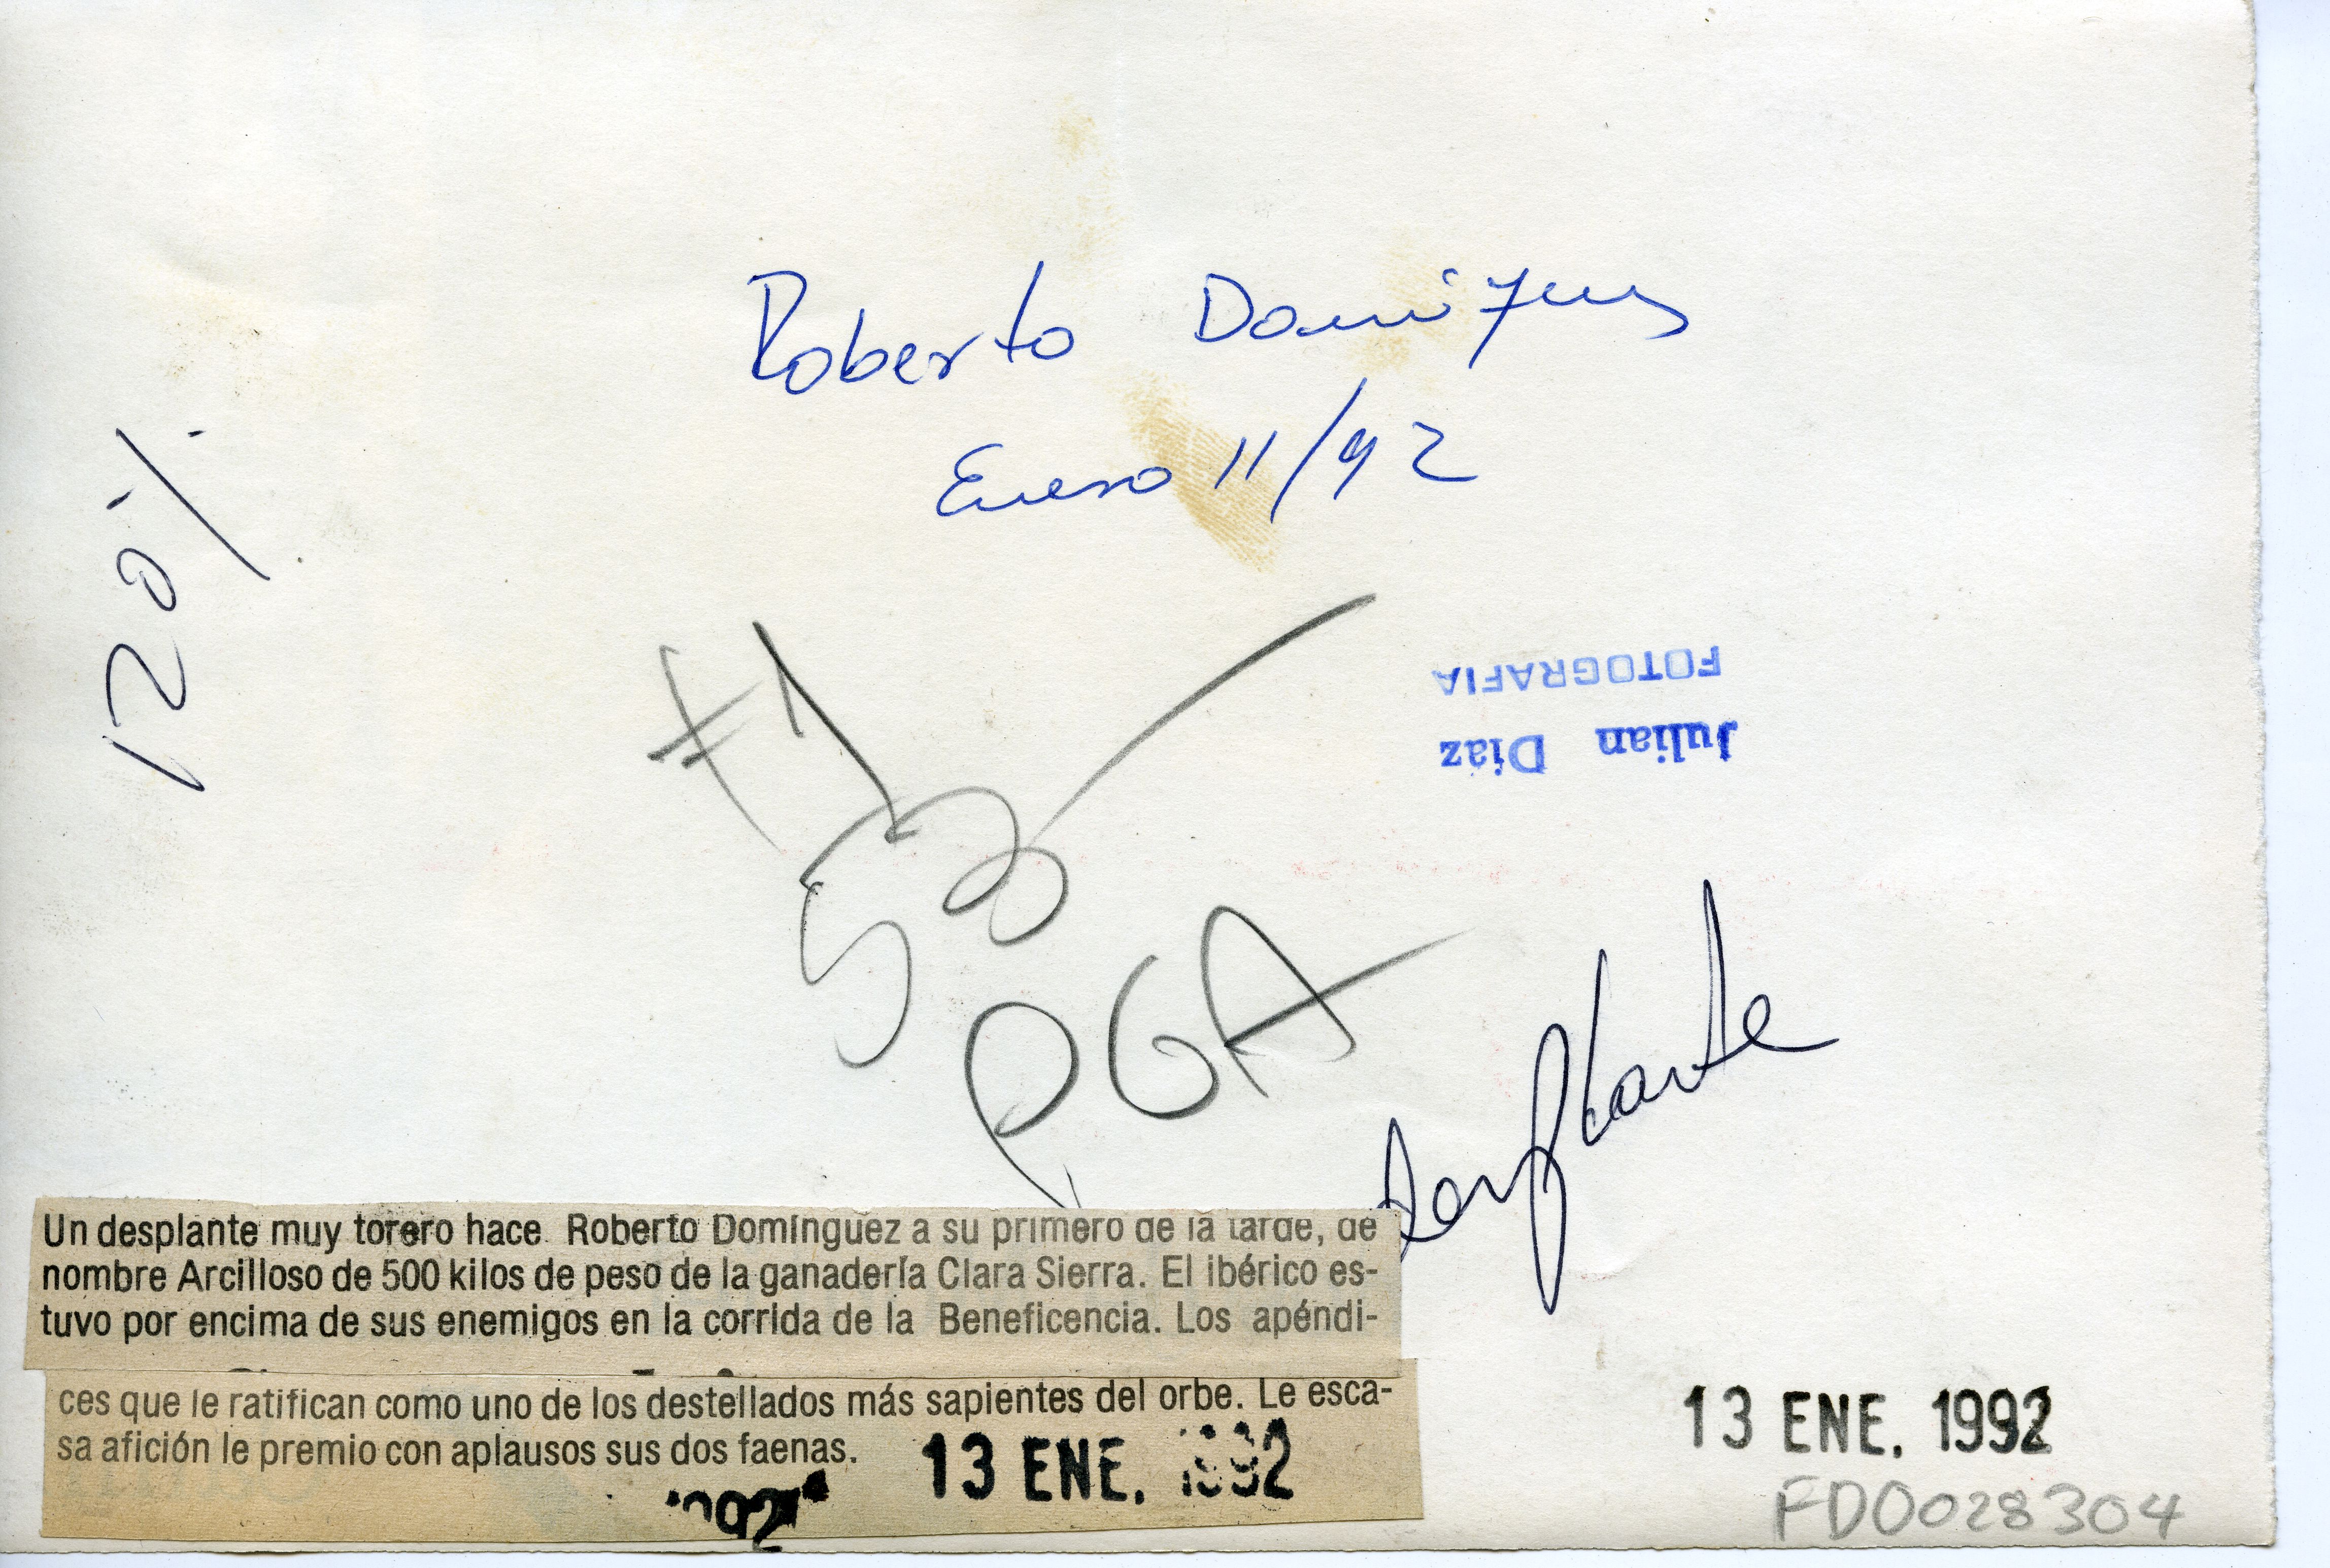 Roberto Dominguez
Enero 11/92
120%
#1
FOTOGRAFIA
Julian Diaz
PGA
desplante
Un desplante muy torero hace Roberto Domínguez a su primero de la tarde, de
nombre Arcilloso de 500 kilos de peso de la ganadería Clara Sierra. El ibérico es-
tuvo por encima de sus enemigos en la corrida de la Beneficencia. Los apéndi-
ces que le ratifican como uno de los destellados más sapientes del orbe. Le esca-
sa afición le premio con aplausos sus dos faenas.
13 ENE. 1992
13 ENE. 1992
FD0028304